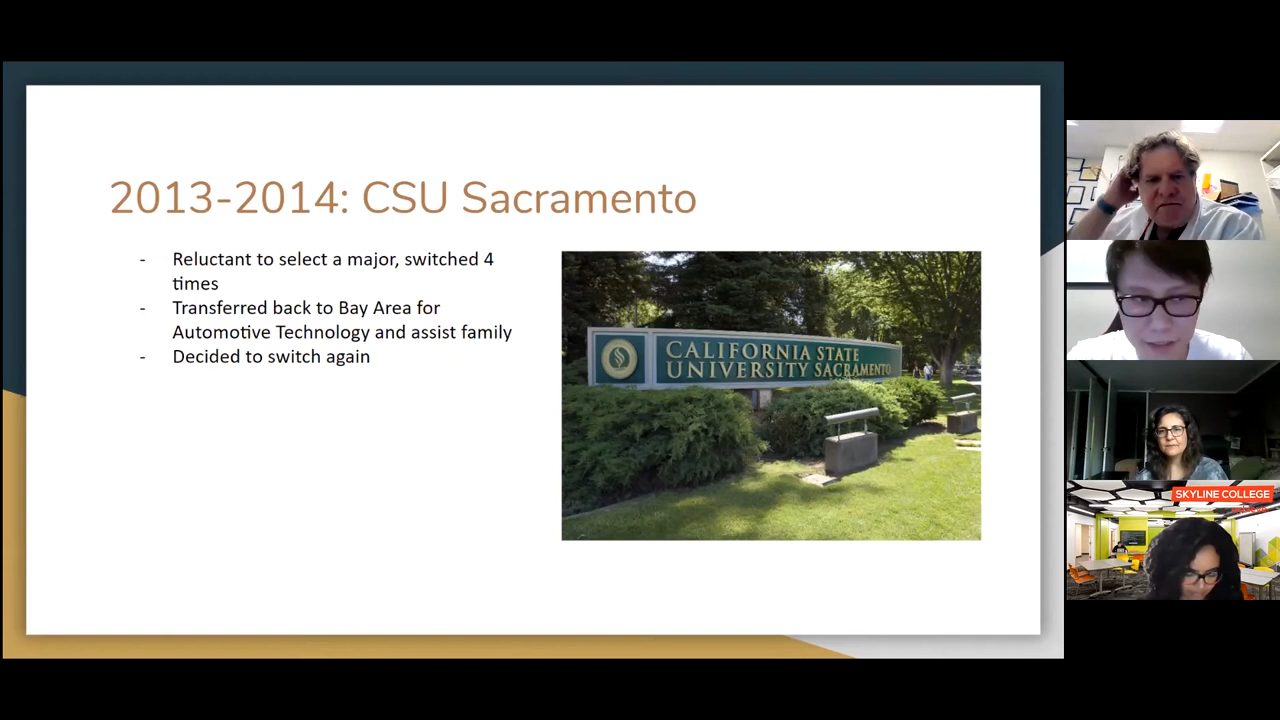 2013-2014: CSU Sacramento
- Reluctant to select a major, switched 4
times
- Transferred back to Bay Area for
Automotive Technology and assist family
- Decided to switch again
CALIFORNIA STATE
UNIVERSITY SACRAMENTO
SKYLINE COLLEGE